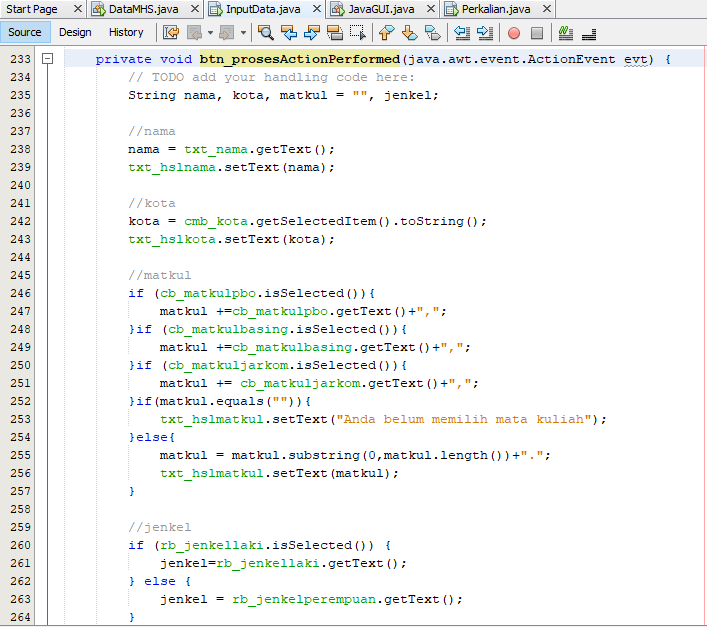 Start Page DataMHS.java InputData.java JavaGUI.java Perkalian.java
Source Design History
233 private void btn_prosesActionPerformed(java.awt.event.ActionEvent evt) {
234 // TODO add your handling code here:
235 String nama, kota, matkul = "", jenkel;
236
237 //nama
238 nama = txt_nama.getText();
239 txt_hslnama.setText(nama);
240
241 //kota
242 kota = cmb_kota.getSelectedItem().toString();
243 txt_hslkota.setText(kota);
244
245 //matkul
246 if (cb_matkulpbo.isSelected()){
247 matkul +=cb_matkulpbo.getText()+",";
248 }if (cb_matkulbasing.isSelected()){
249 matkul +=cb_matkulbasing.getText()+",";
250 }if (cb_matkuljarkom.isSelected()){
251 matkul += cb_matkuljarkom.getText()+",";
252 }if(matkul.equals("")){
253 txt_hslmatkul.setText("Anda belum memilih mata kuliah");
254 }else{
255 matkul = matkul.substring(0,matkul.length())+".";
256 txt_hslmatkul.setText(matkul);
257 }
258
259 //jenkel
260 if (rb_jenkellaki.isSelected()) {
261 jenkel=rb_jenkellaki.getText();
262 } else {
263 jenkel = rb_jenkelperempuan.getText();
264 }